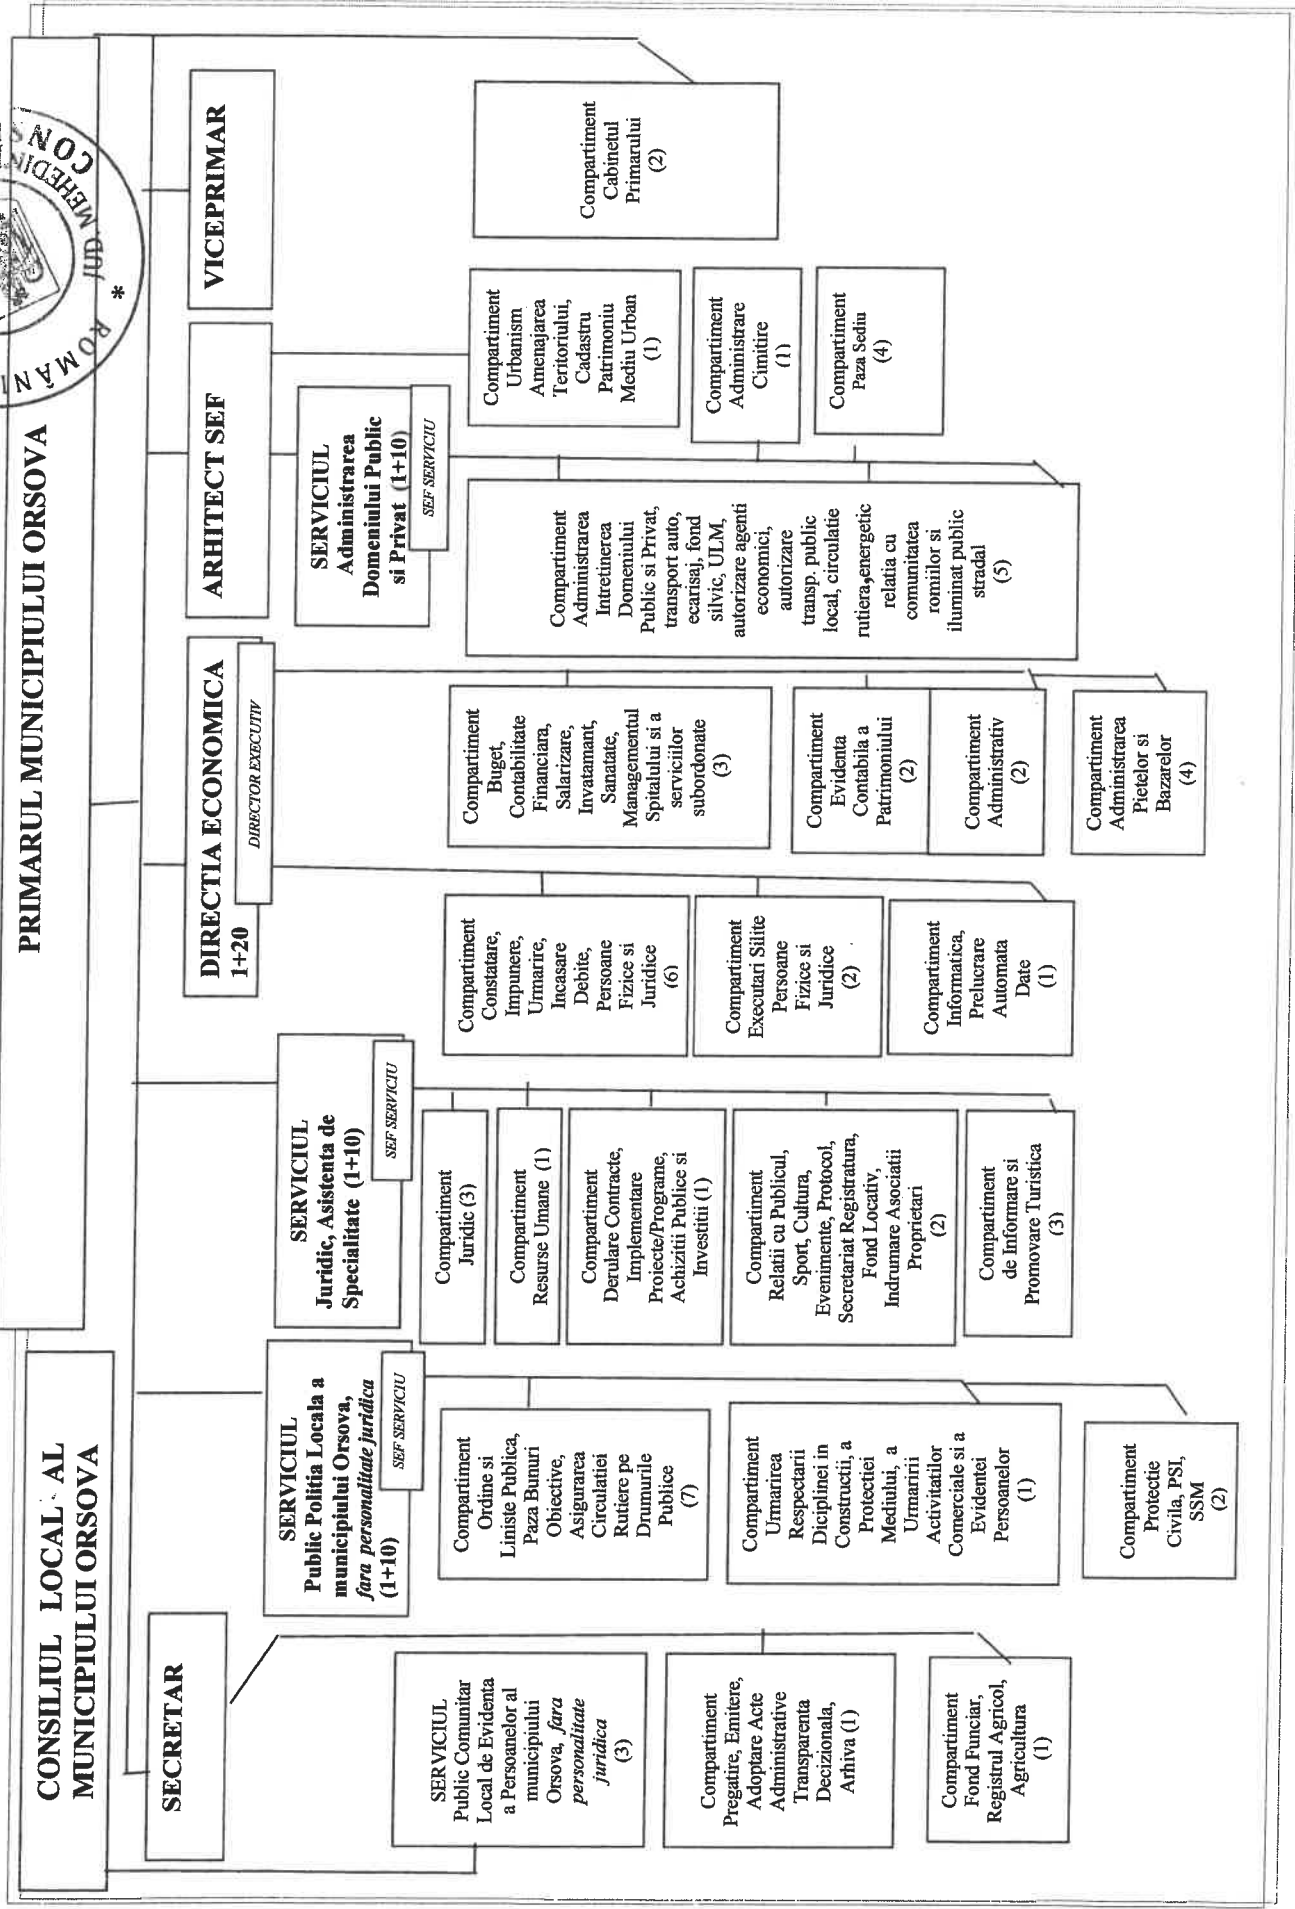 CONSILIUL LOCAL AL
MUNICIPIULUI ORSOVA
PRIMARUL MUNICIPIULUI ORSOVA
ROMÂNI
*
JUD. MEHEDIN
CONS
SECRETAR
SERVICIUL
Public Politia Locala a
municipiului Orsova,
fara personalitate juridica
(1+10)
SEF SERVICIU
SERVICIUL
Juridic, Asistenta de
Specialitate (1+10)
SEF SERVICIU
DIRECTIA ECONOMICA
1+20
DIRECTOR EXECUTIV
ARHITECT SEF
VICEPRIMAR
SERVICIUL
Administrarea
Domeniului Public
si Privat (1+10)
SEF SERVICIU
SERVICIUL
Public Comunitar
Local de Evidenta
a Persoanelor al
municipiului
Orsova, fara
personalitate
juridica
(3)
Compartiment
Pregatire, Emitere,
Adoptare Acte
Administrative
Transparenta
Decizionala,
Arhiva (1)
Compartiment
Fond Funciar,
Registrul Agricol,
Agricultura
(1)
Compartiment
Ordine si
Liniste Publica,
Paza Bunuri
Obiective,
Asigurarea
Circulatiei
Rutiere pe
Drumurile
Publice
(7)
Compartiment
Urmarirea
Respectarii
Diciplinei in
Constructii, a
Protectiei
Mediului, a
Urmaririi
Activitatilor
Comerciale si a
Evidentei
Persoanelor
(1)
Compartiment
Protectie
Civila, PSI,
SSM
(2)
Compartiment
Juridic (3)
Compartiment
Resurse Umane (1)
Compartiment
Derulare Contracte,
Implementare
Proiecte/Programe,
Achizitii Publice si
Investitii (1)
Compartiment
Relatii cu Publicul,
Sport, Cultura,
Evenimente, Protocol,
Secretariat Registratura,
Fond Locativ,
Indrumare Asociatii
Proprietari
(2)
Compartiment
de Informare si
Promovare Turistica
(3)
Compartiment
Constatare,
Impunere,
Urmarire,
Incasare
Debite,
Persoane
Fizice si
Juridice
(6)
Compartiment
Executari Silite
Persoane
Fizice si
Juridice
(2)
Compartiment
Informatica,
Prelucrare
Automata
Date
(1)
Compartiment
Buget,
Contabilitate
Financiara,
Salarizare,
Invatamant,
Sanatate,
Managementul
Spitalului si a
serviciilor
subordonate
(3)
Compartiment
Evidenta
Contabila a
Patrimoniului
(2)
Compartiment
Administrativ
(2)
Compartiment
Administrarea
Pietelor si
Bazarelor
(4)
Compartiment
Administrarea
Intretinerea
Domeniului
Public si Privat,
transport auto,
ecarisaj, fond
silvic, ULM,
autorizare agenti
economici,
autorizare
transp. public
local, circulatie
rutiera,energetic
relatia cu
comunitatea
romiilor si
iluminat public
stradal
(5)
Compartiment
Urbanism
Amenajarea
Teritoriului,
Cadastru
Patrimoniu
Mediu Urban
(1)
Compartiment
Administrare
Cimitire
(1)
Compartiment
Paza Sediu
(4)
Compartiment
Cabinetul
Primarului
(2)